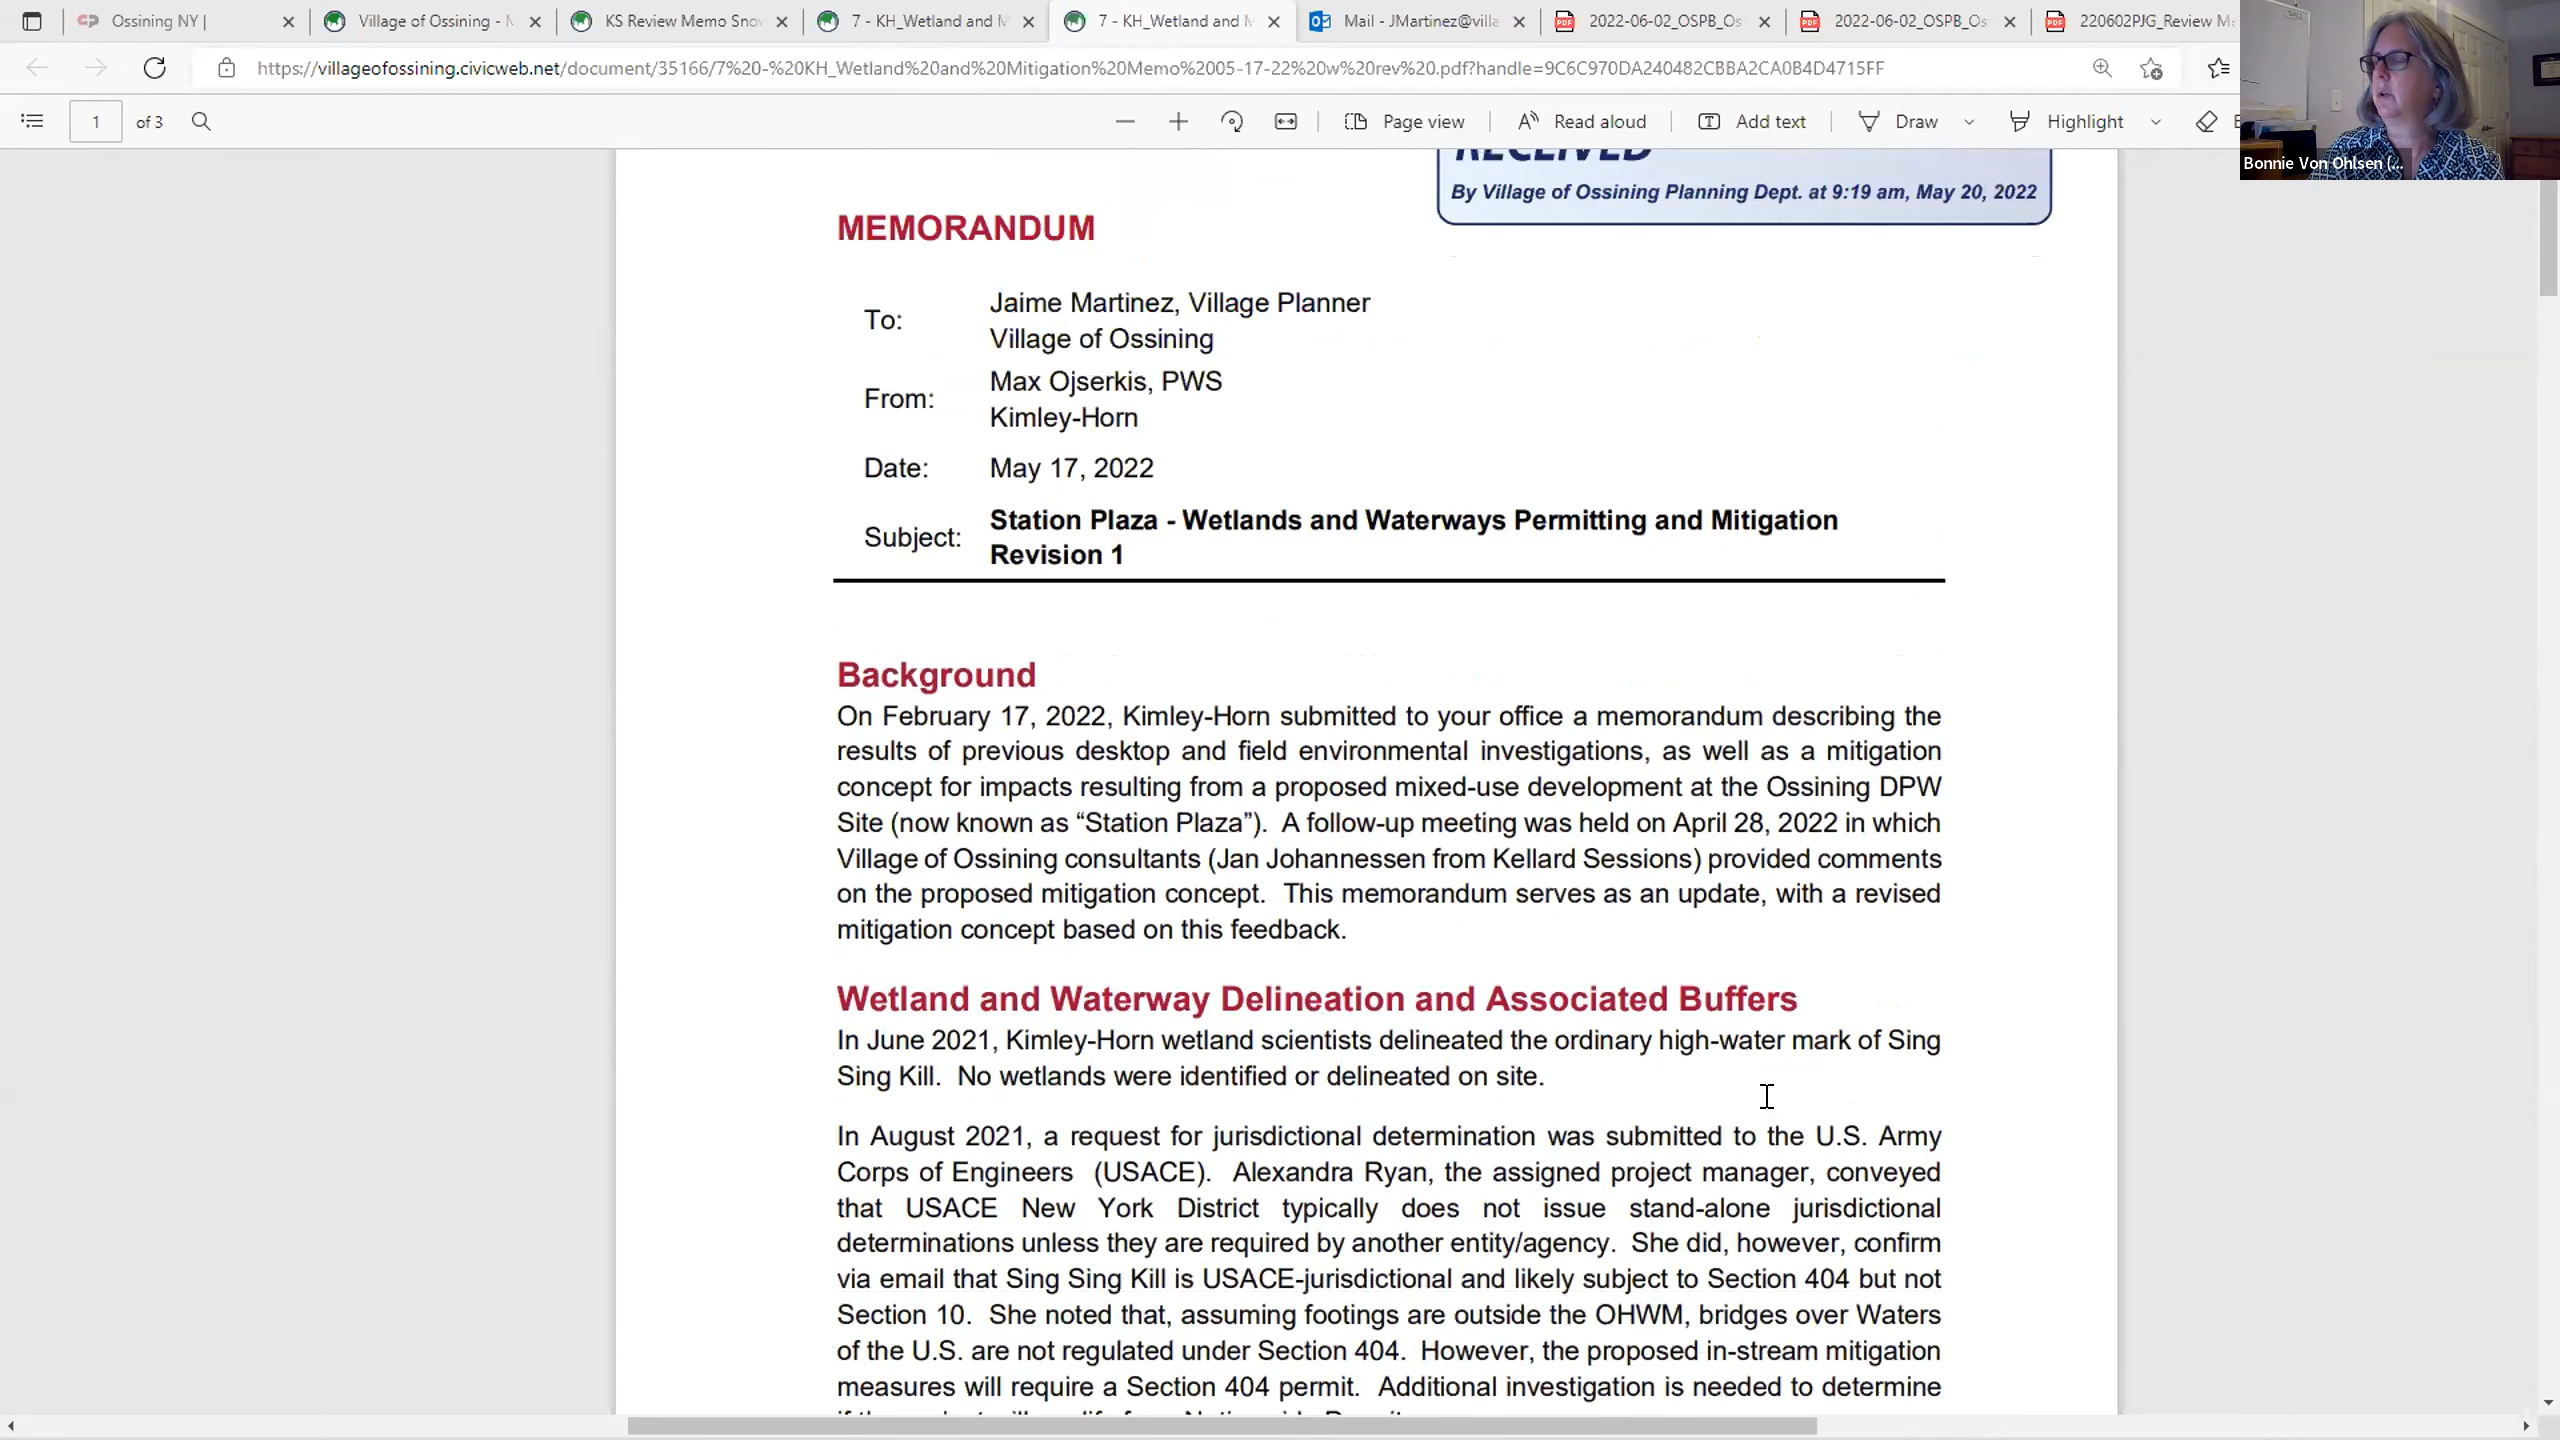 Ossining NY |
Village of Ossining - M
KS Review Memo Snov
7 - KH_Wetland and M
7 - KH_Wetland and M
Mail - JMartinez@villa
2022-06-02_OSPB_Os
2022-06-02_OSPB_Os
220602PJG_Review M
https://villageofossining.civicweb.net/document/35166/7%20-%20KH_Wetland%20and%20Mitigation%20Memo%2005-17-22%20w%20rev%20.pdf?handle=9C6C970DA240482CBBA2CA0B4D4715FF
1 of 3
Page view
Read aloud
Add text
Draw
Highlight
Bonnie Von Ohlsen (...
RECEIVED
By Village of Ossining Planning Dept. at 9:19 am, May 20, 2022
MEMORANDUM
To: Jaime Martinez, Village Planner
Village of Ossining
From: Max Ojserkis, PWS
Kimley-Horn
Date: May 17, 2022
Subject: Station Plaza - Wetlands and Waterways Permitting and Mitigation
Revision 1
Background
On February 17, 2022, Kimley-Horn submitted to your office a memorandum describing the
results of previous desktop and field environmental investigations, as well as a mitigation
concept for impacts resulting from a proposed mixed-use development at the Ossining DPW
Site (now known as “Station Plaza”). A follow-up meeting was held on April 28, 2022 in which
Village of Ossining consultants (Jan Johannessen from Kellard Sessions) provided comments
on the proposed mitigation concept. This memorandum serves as an update, with a revised
mitigation concept based on this feedback.
Wetland and Waterway Delineation and Associated Buffers
In June 2021, Kimley-Horn wetland scientists delineated the ordinary high-water mark of Sing
Sing Kill. No wetlands were identified or delineated on site.
In August 2021, a request for jurisdictional determination was submitted to the U.S. Army
Corps of Engineers (USACE). Alexandra Ryan, the assigned project manager, conveyed
that USACE New York District typically does not issue stand-alone jurisdictional
determinations unless they are required by another entity/agency. She did, however, confirm
via email that Sing Sing Kill is USACE-jurisdictional and likely subject to Section 404 but not
Section 10. She noted that, assuming footings are outside the OHWM, bridges over Waters
of the U.S. are not regulated under Section 404. However, the proposed in-stream mitigation
measures will require a Section 404 permit. Additional investigation is needed to determine